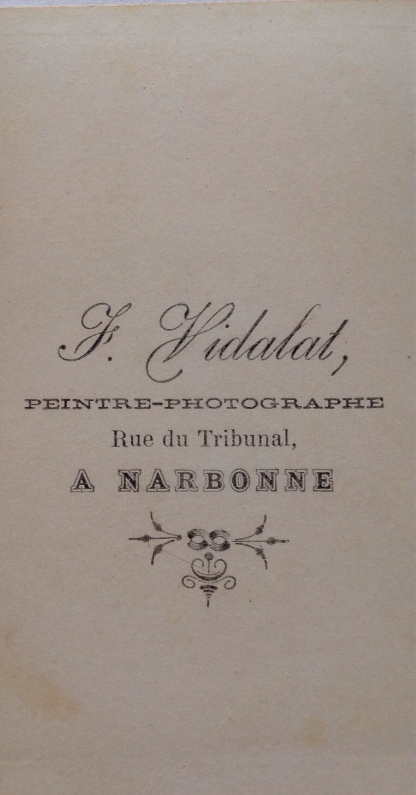 F. Vidalat,
PEINTRE-PHOTOGRAPHE
Rue du Tribunal,
A NARBONNE